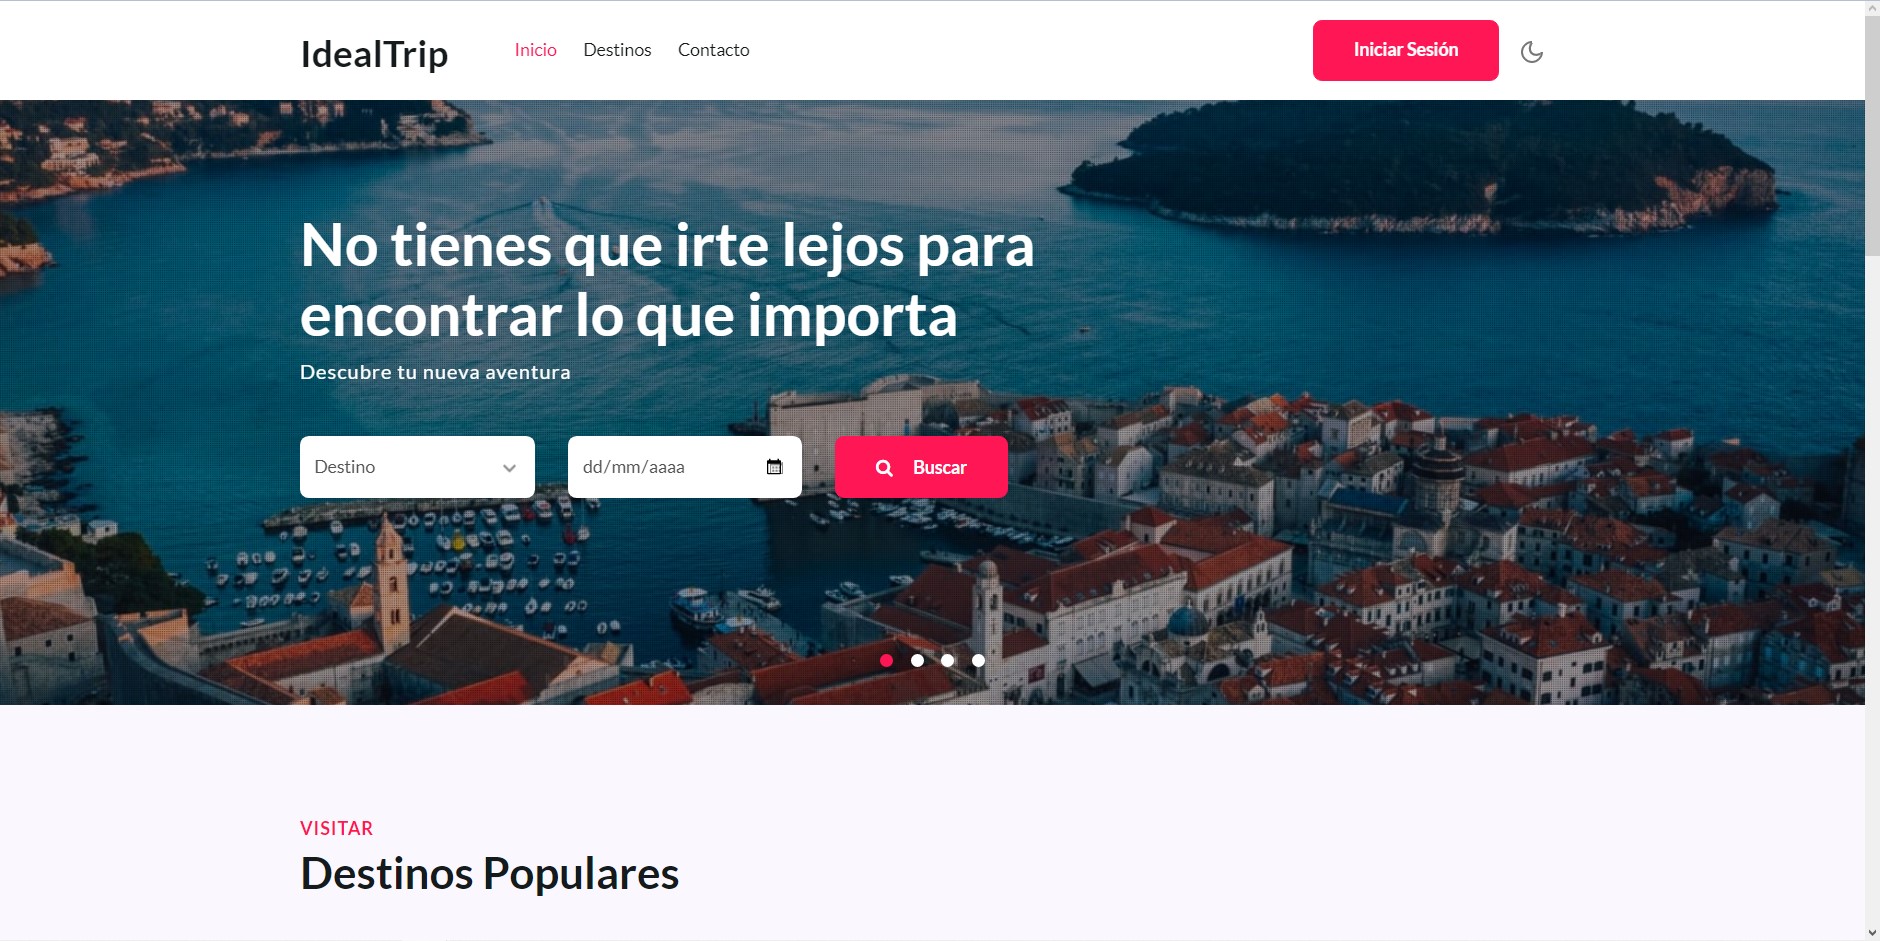 IdealTrip
Inicio
Destinos
Contacto
Iniciar Sesión
No tienes que irte lejos para
encontrar lo que importa
Descubre tu nueva aventura
Destino
dd/mm/aaaa
Buscar
VISITAR
Destinos Populares